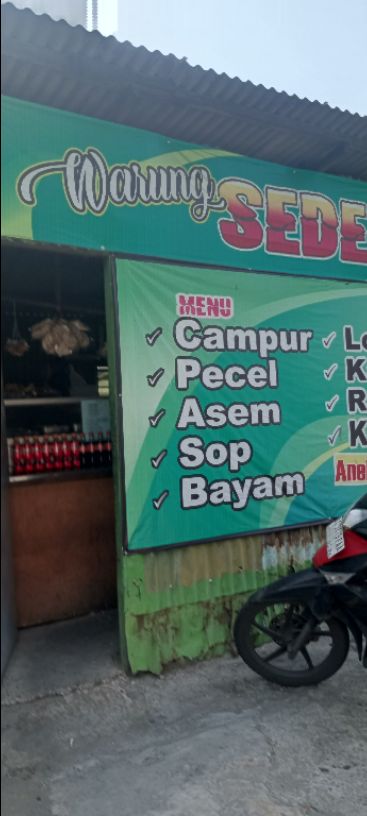 Warung SEDE
MENU
Campur
Pecel
Asem
Sop
Bayam
L
K
R
K